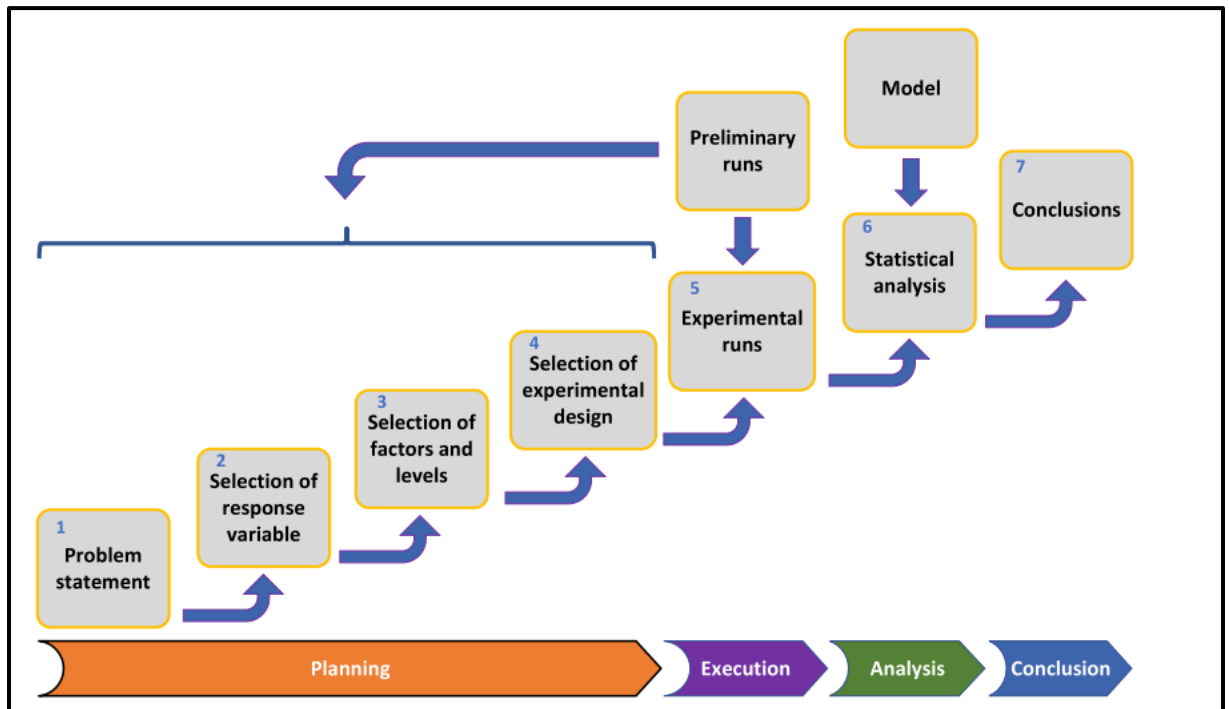 1
Problem
statement
2
Selection of
response
variable
3
Selection of
factors and
levels
4
Selection of
experimental
design
Preliminary
runs
5
Experimental
runs
Model
6
Statistical
analysis
7
Conclusions
Planning
Execution
Analysis
Conclusion